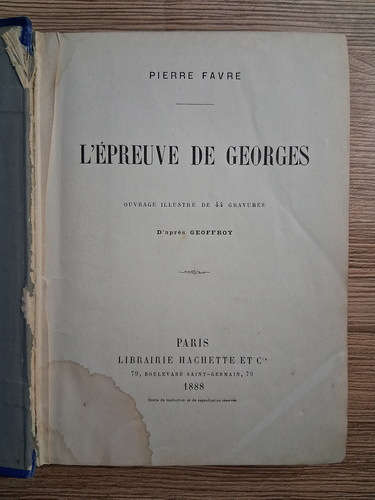 PIERRE FAVRE
L'ÉPREUVE DE GEORGES
OUVRAGE ILLUSTRÉ DE 44 GRAVURES
D'après GEOFFROY
PARIS
LIBRAIRIE HACHETTE ET Cie
79, BOULEVARD SAINT-GERMAIN, 79
1888
Droits de traduction et de reproduction réservés.